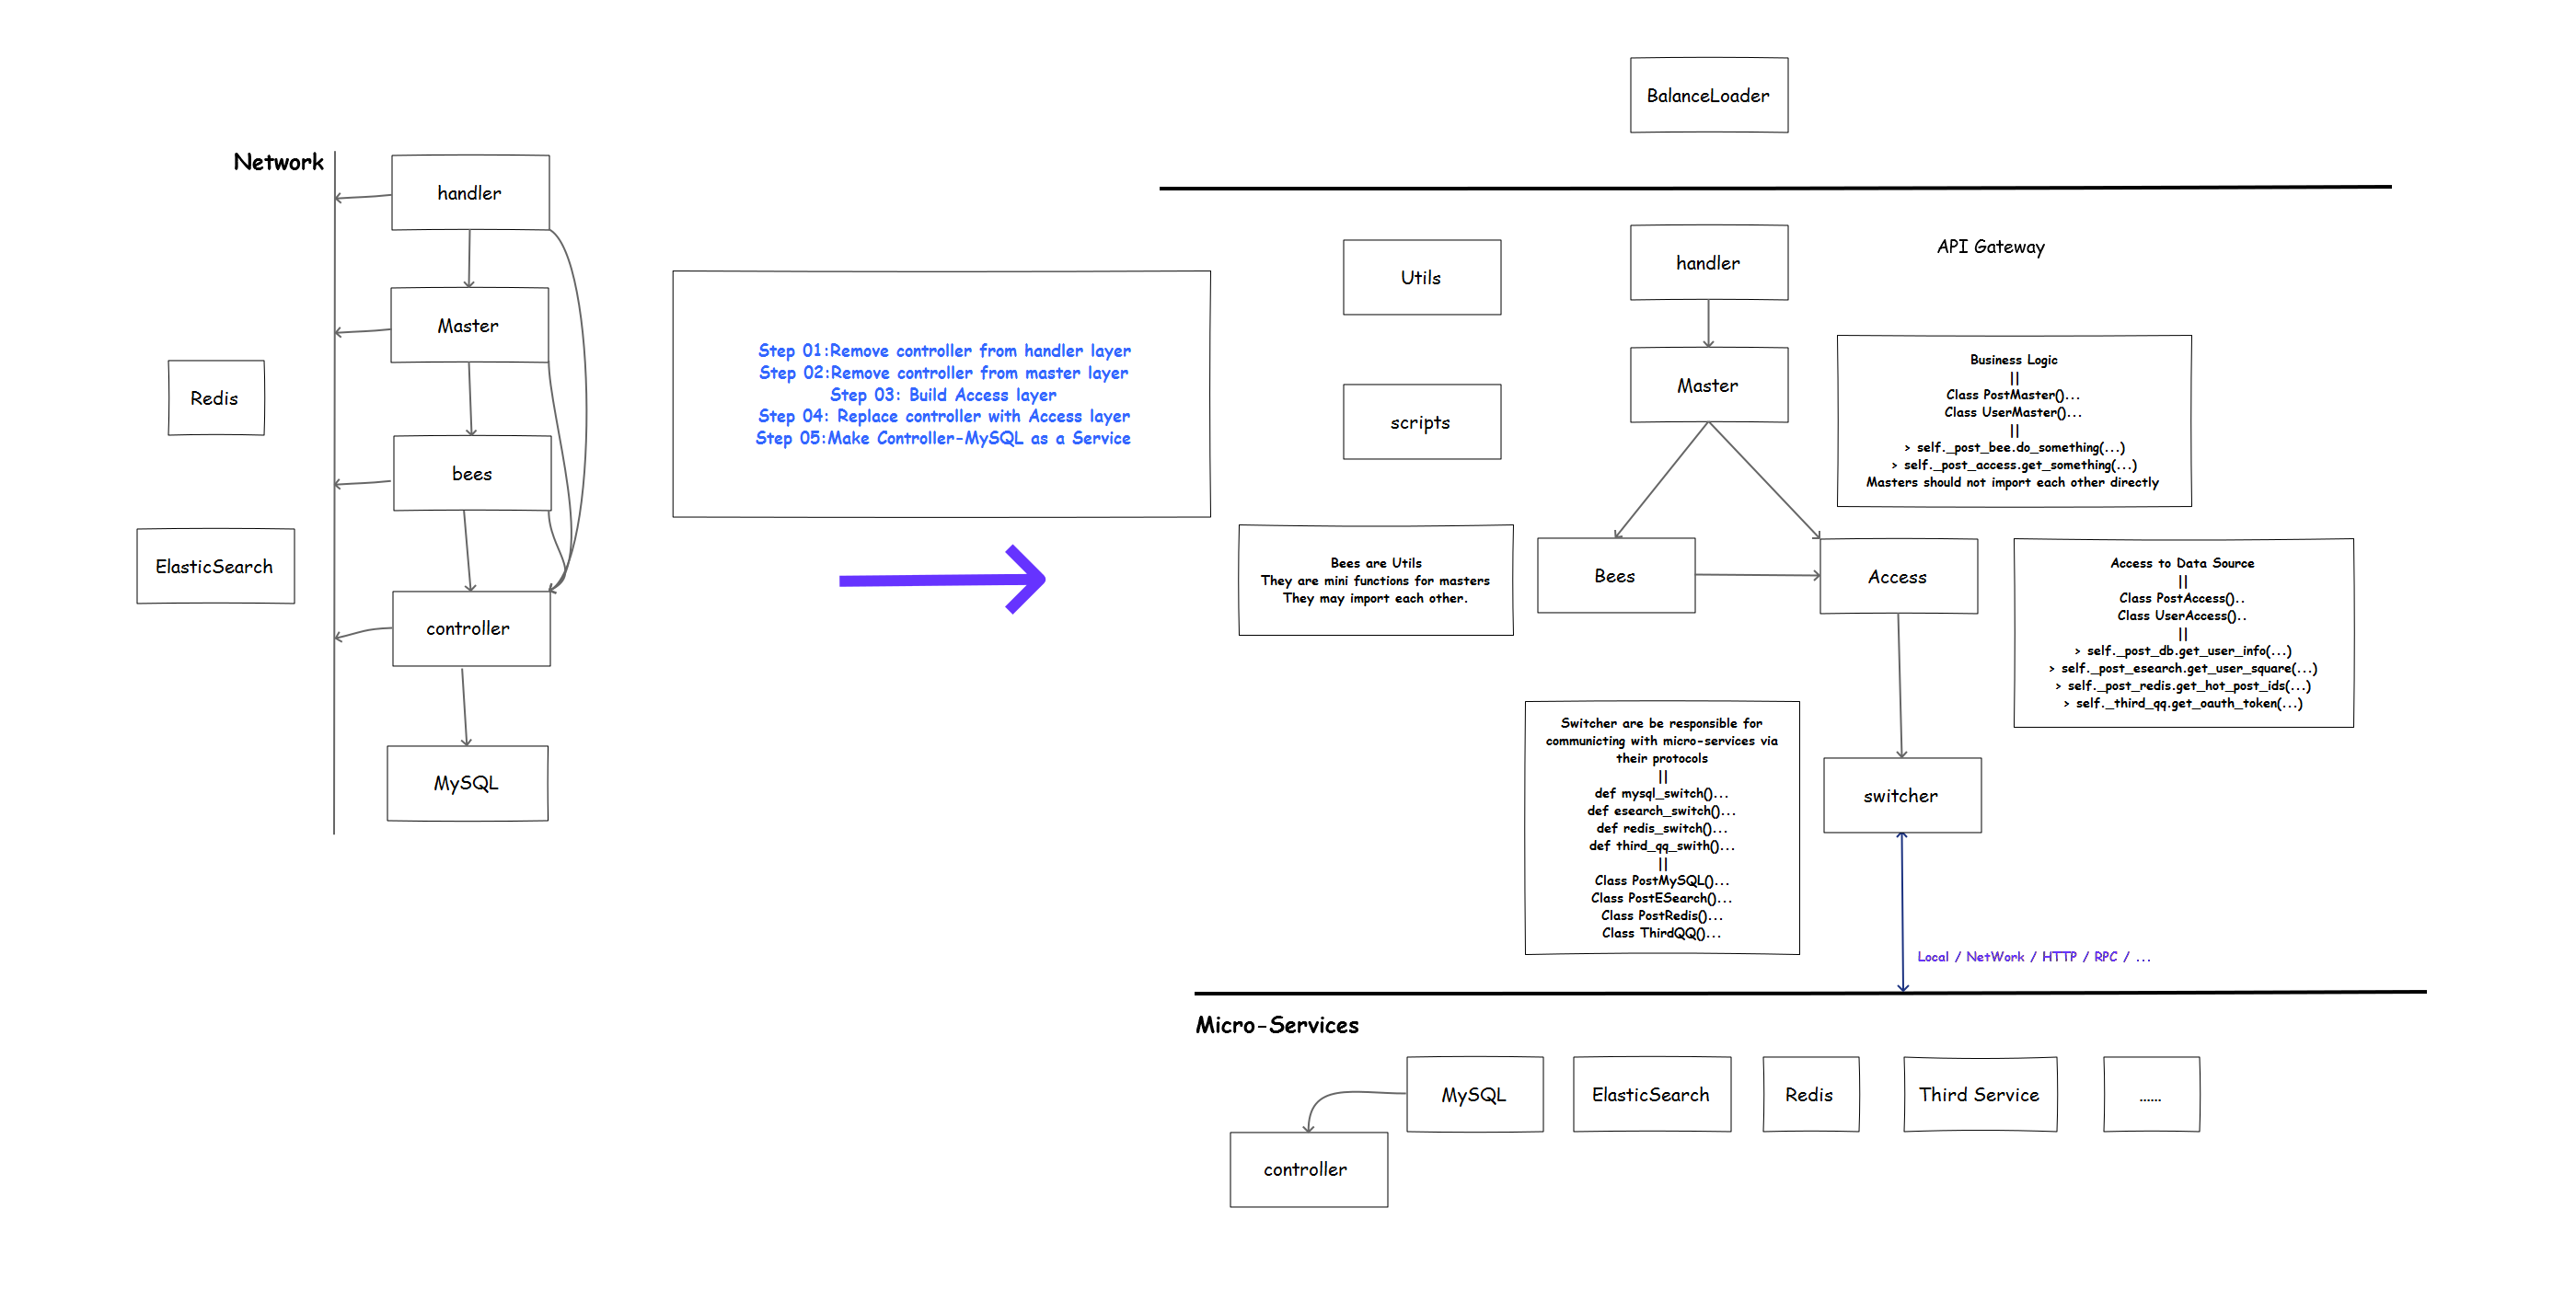 Network
handler
Master
Redis
bees
ElasticSearch
controller
MySQL
Step 01:Remove controller from handler layer
Step 02:Remove controller from master layer
Step 03: Build Access layer
Step 04: Replace controller with Access layer
Step 05:Make Controller-MySQL as a Service
BalanceLoader
Utils
handler
API Gateway
scripts
Master
Business Logic
||
Class PostMaster()...
Class UserMaster()...
||
> self._post_bee.do_something(...)
> self._post_access.get_something(...)
Masters should not import each other directly
Bees are Utils
They are mini functions for masters
They may import each other.
Bees
Access
Access to Data Source
||
Class PostAccess()..
Class UserAccess()..
||
> self._post_db.get_user_info(...)
> self._post_esearch.get_user_square(...)
> self._post_redis.get_hot_post_ids(...)
> self._third_qq.get_oauth_token(...)
Switcher are be responsible for
communicting with micro-services via
their protocols
||
def mysql_switch()...
def esearch_switch()...
def redis_switch()...
def third_qq_swith()...
||
Class PostMySQL()...
Class PostESearch()...
Class PostRedis()...
Class ThirdQQ()...
switcher
Local / NetWork / HTTP / RPC / ...
Micro-Services
MySQL
ElasticSearch
Redis
Third Service
......
controller